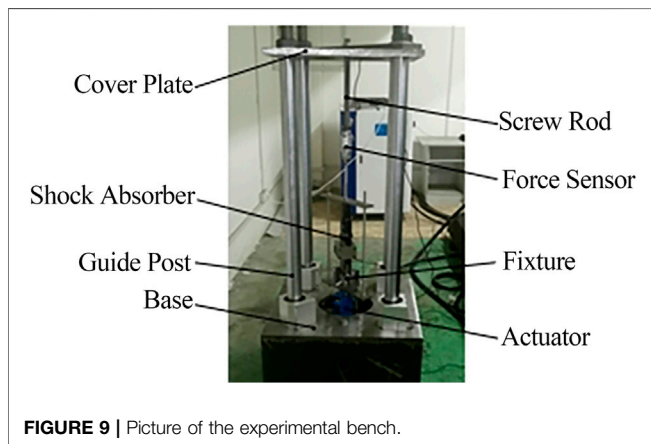 Cover Plate
Screw Rod
Force Sensor
Shock Absorber
Guide Post
Fixture
Base
Actuator
FIGURE 9 | Picture of the experimental bench.